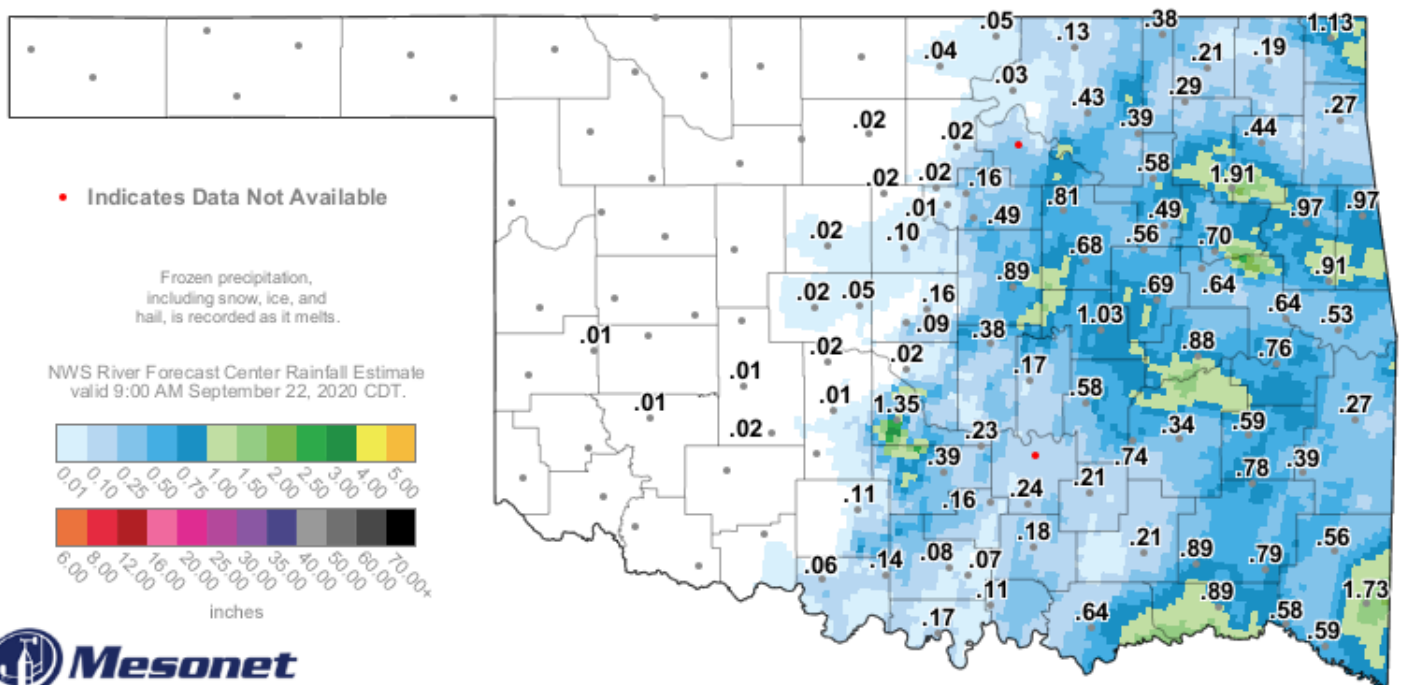 .05 .13 .38 1.13
.04 .21 .19
.03 .29
.43 .27
.02 .39 .44
.02
.58
.02 .02 .16 1.91
• Indicates Data Not Available
.01 .49 .81 .49 .97 .97
.02 .10 .68 .56 .70
Frozen precipitation,
including snow, ice, and
hail, is recorded as it melts.
.89 .91
.02 .05 .16 .69 .64
.64 .53
.09 .38 1.03
.01 .02 .02 .88 .76
NWS River Forecast Center Rainfall Estimate
valid 9:00 AM September 22, 2020 CDT.
.01 .17
.01 .01 1.35 .58 .27
.02 .23 .34 .59
.39 .74 .78 .39
0.01 0.10 0.25 0.50 0.75 1.00 1.50 2.00 2.50 3.00 4.00 5.00
.11 .16 .24 .21
.18 .21 .89 .79 .56
.06 .14 .08 .07
6.00 8.00 12.00 16.00 20.00 25.00 30.00 35.00 40.00 50.00 60.00 70.00+
inches
.11 .89 1.73
.17 .64 .58
.59
Mesonet